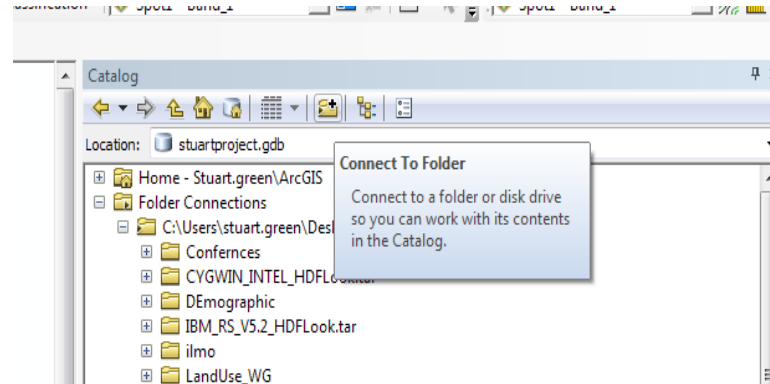 Catalog
Location: stuartproject.gdb
Connect To Folder
Connect to a folder or disk drive
so you can work with its contents
in the Catalog.
Home - Stuart.green\ArcGIS
Folder Connections
C:\Users\stuart.green\Des
Confernces
CYGWIN_INTEL_HDFLook.tar
DEmographic
IBM_RS_V5.2_HDFLook.tar
ilmo
LandUse_WG